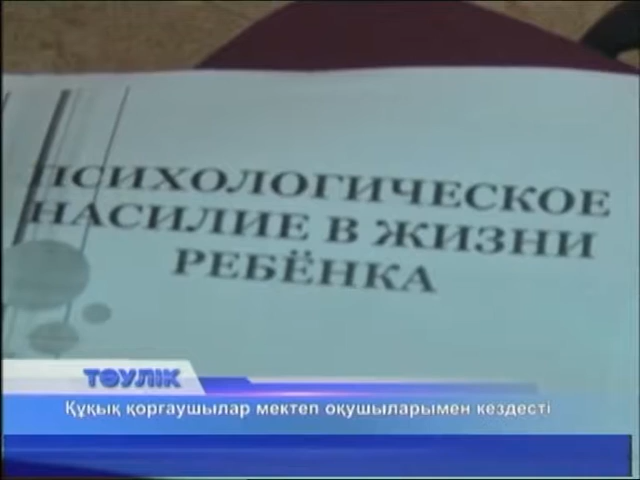 ПСИХОЛОГИЧЕСКОЕ
НАСИЛИЕ В ЖИЗНИ
РЕБЁНКА
ТӘУЛІК
Құқық қорғаушылар мектеп оқушыларымен кездесті